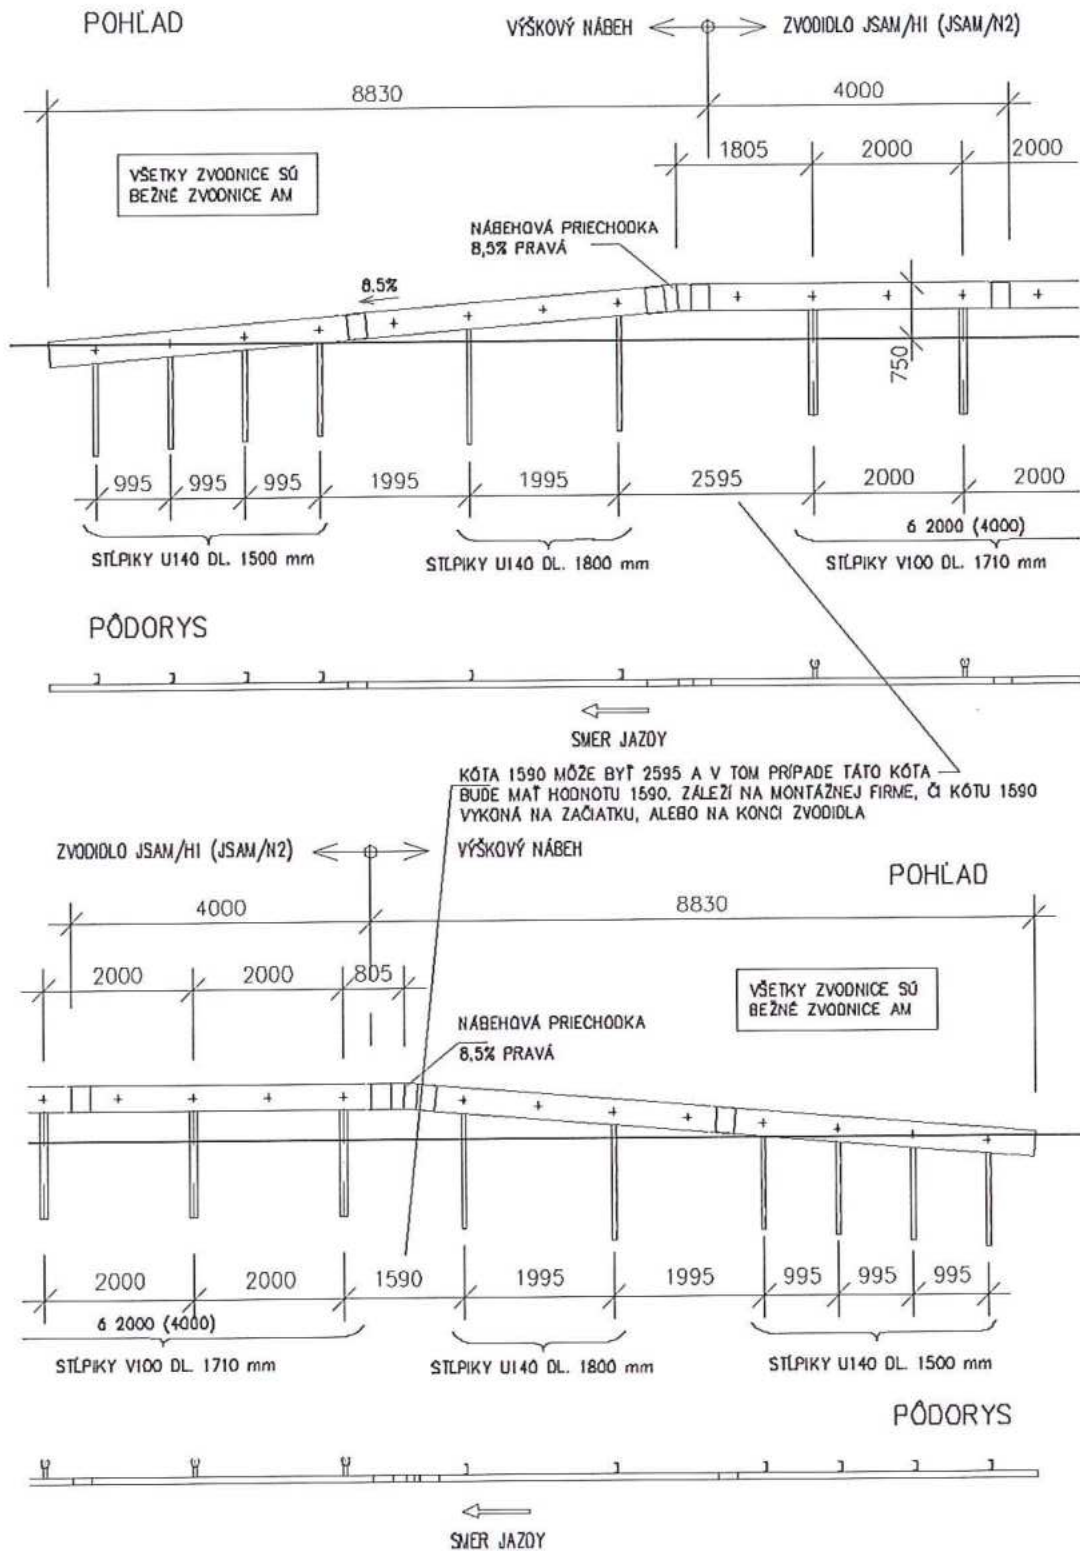 POHĽAD
VÝŠKOVÝ NÁBEH
ZVODIDLO JSAM/H1 (JSAM/N2)
8830
4000
1805
2000
2000
VŠETKY ZVODNICE SÚ
BEŽNÉ ZVODNICE AM
NÁBEHOVÁ PRIECHODKA
8,5% PRAVÁ
8.5%
750
995
995
995
1995
1995
2595
2000
2000
6 2000 (4000)
STĹPIKY U140 DL. 1500 mm
STĹPIKY U140 DL. 1800 mm
STĹPIKY V100 DL. 1710 mm
PÔDORYS
SMER JAZDY
KÓTA 1590 MÔŽE BYŤ 2595 A V TOM PRÍPADE TÁTO KÓTA
BUDE MAŤ HODNOTU 1590. ZÁLEŽÍ NA MONTÁŽNEJ FIRME, ČI KÓTU 1590
VYKONÁ NA ZAČIATKU, ALEBO NA KONCI ZVODIDLA
ZVODIDLO JSAM/H1 (JSAM/N2)
VÝŠKOVÝ NÁBEH
POHĽAD
4000
8830
2000
2000
805
VŠETKY ZVODNICE SÚ
BEŽNÉ ZVODNICE AM
NÁBEHOVÁ PRIECHODKA
8,5% PRAVÁ
2000
2000
1590
1995
1995
995
995
995
6 2000 (4000)
STĹPIKY V100 DL. 1710 mm
STĹPIKY U140 DL. 1800 mm
STĹPIKY U140 DL. 1500 mm
PÔDORYS
SMER JAZDY